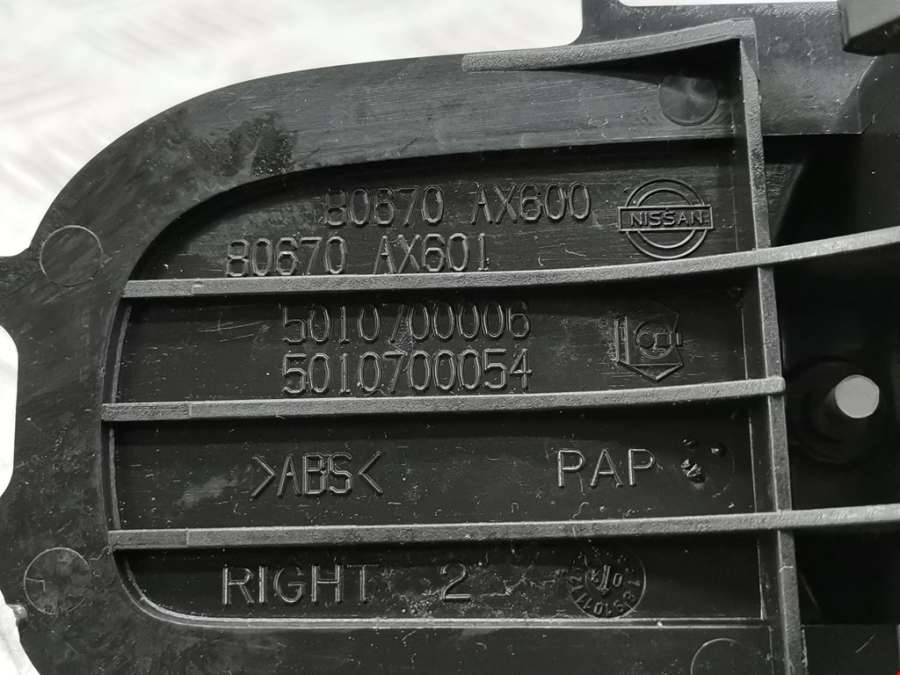 80670 AX600
NISSAN
80670 AX601
5010700006
5010700054
>ABS<
PAP
RIGHT 2